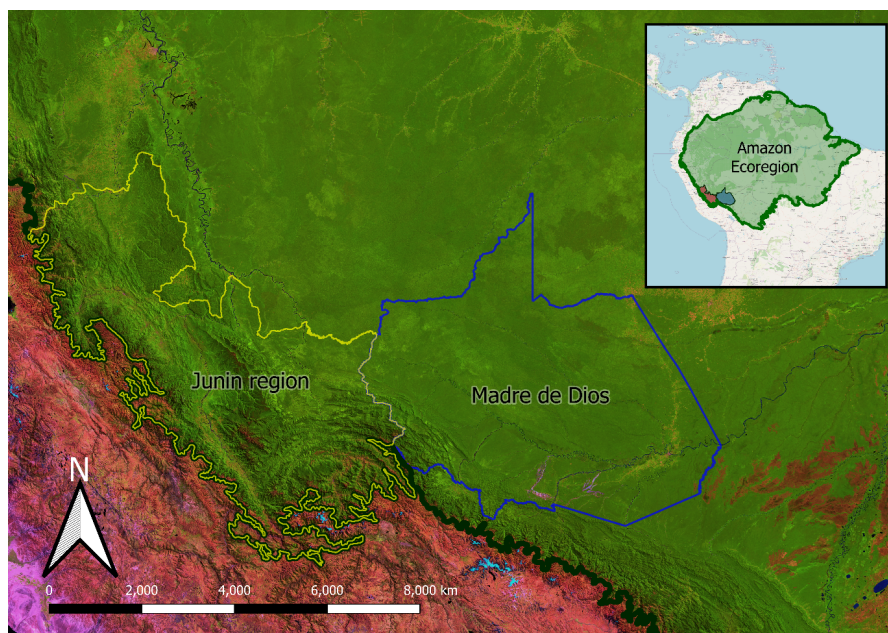 Amazon
Ecoregion
Junin region
Madre de Dios
N
0 2,000 4,000 6,000 8,000 km